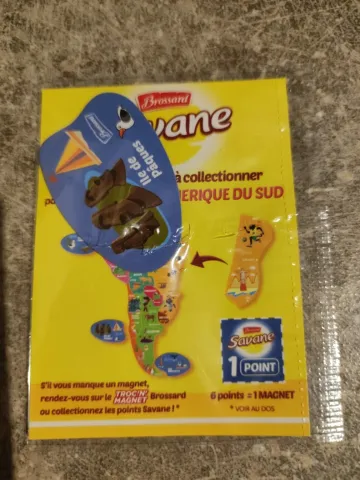 Brossard
vane
à collectionner
ERIQUE DU SUD
Brossard
Ile de
pâques
Brossard
Savane
1 POINT
S'il vous manque un magnet,
rendez-vous sur le TROC'N' MAGNET Brossard
ou collectionnez les points Savane ! *
6 points = 1 MAGNET
* VOIR AU DOS